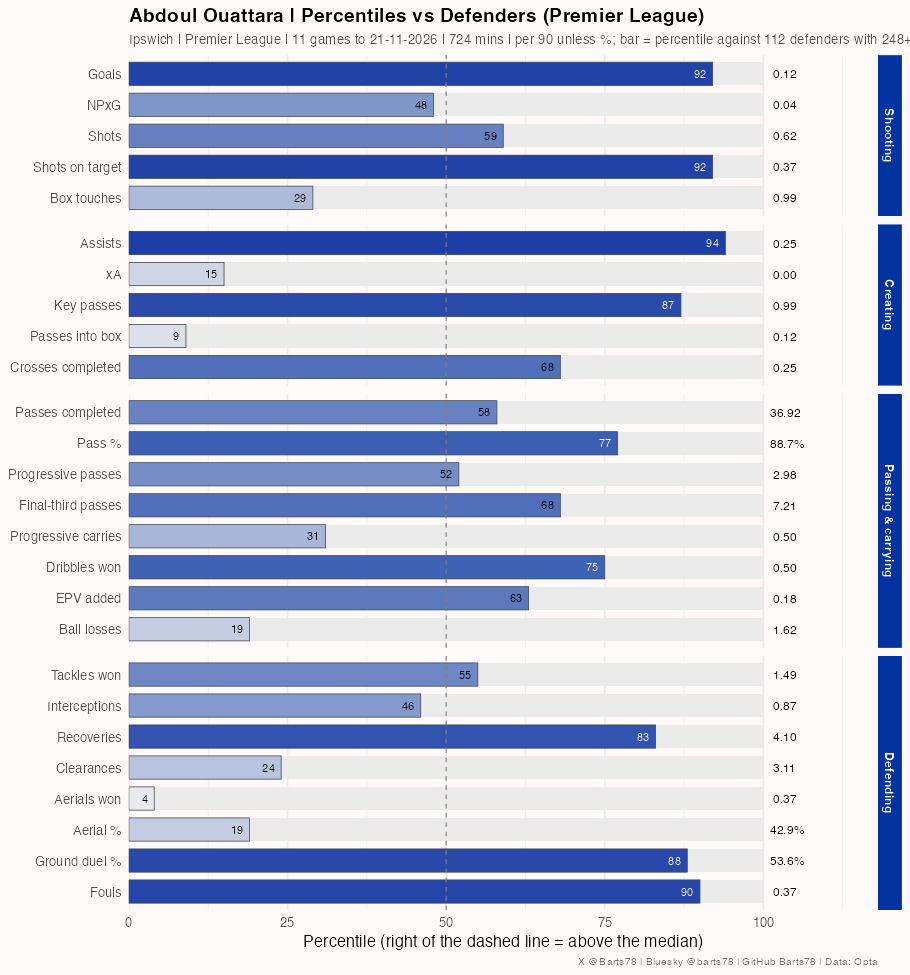 Abdoul Ouattara | Percentiles vs Defenders (Premier League)
Ipswich | Premier League | 11 games to 21-11-2026 | 724 mins | per 90 unless %; bar = percentile against 112 defenders with 248+
Goals 92 0.12
NPxG 48 0.04
Shots 59 0.62
Shots on target 92 0.37
Box touches 29 0.99
Shooting
Assists 94 0.25
xA 15 0.00
Key passes 87 0.99
Passes into box 9 0.12
Crosses completed 68 0.25
Creating
Passes completed 58 36.92
Pass % 77 88.7%
Progressive passes 52 2.98
Final-third passes 68 7.21
Progressive carries 31 0.50
Dribbles won 75 0.50
EPV added 63 0.18
Ball losses 19 1.62
Passing & carrying
Tackles won 55 1.49
Interceptions 46 0.87
Recoveries 83 4.10
Clearances 24 3.11
Aerials won 4 0.37
Aerial % 19 42.9%
Ground duel % 88 53.6%
Fouls 90 0.37
Defending
0 25 50 75 100
Percentile (right of the dashed line = above the median)
X @Barts78 | Bluesky @barts78 | GitHub Barts78 | Data: Opta